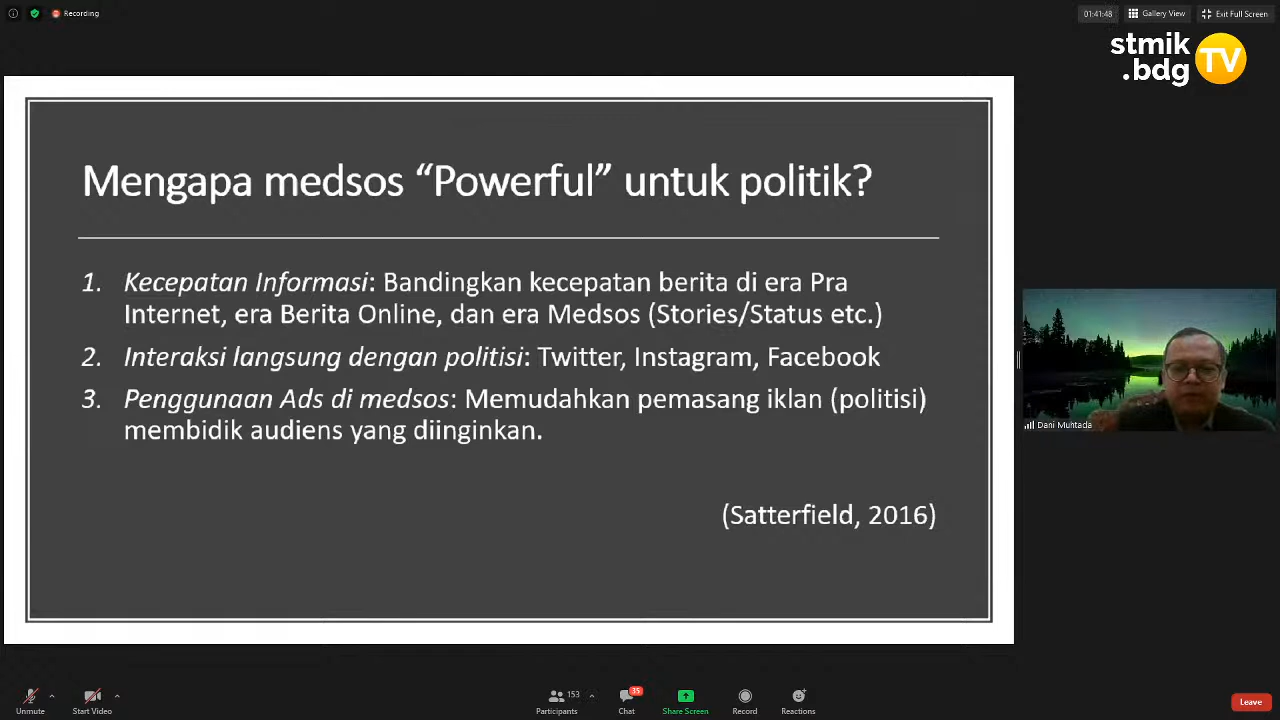 Recording
01:41:48
Gallery View
Exit Full Screen
stmik
.bdg
TV
Mengapa medsos “Powerful” untuk politik?
1. Kecepatan Informasi: Bandingkan kecepatan berita di era Pra
Internet, era Berita Online, dan era Medsos (Stories/Status etc.)
2. Interaksi langsung dengan politisi: Twitter, Instagram, Facebook
3. Penggunaan Ads di medsos: Memudahkan pemasang iklan (politisi)
membidik audiens yang diinginkan.
(Satterfield, 2016)
Dani Muhtada
Unmute
Start Video
153
Participants
35
Chat
Share Screen
Record
Reactions
Leave